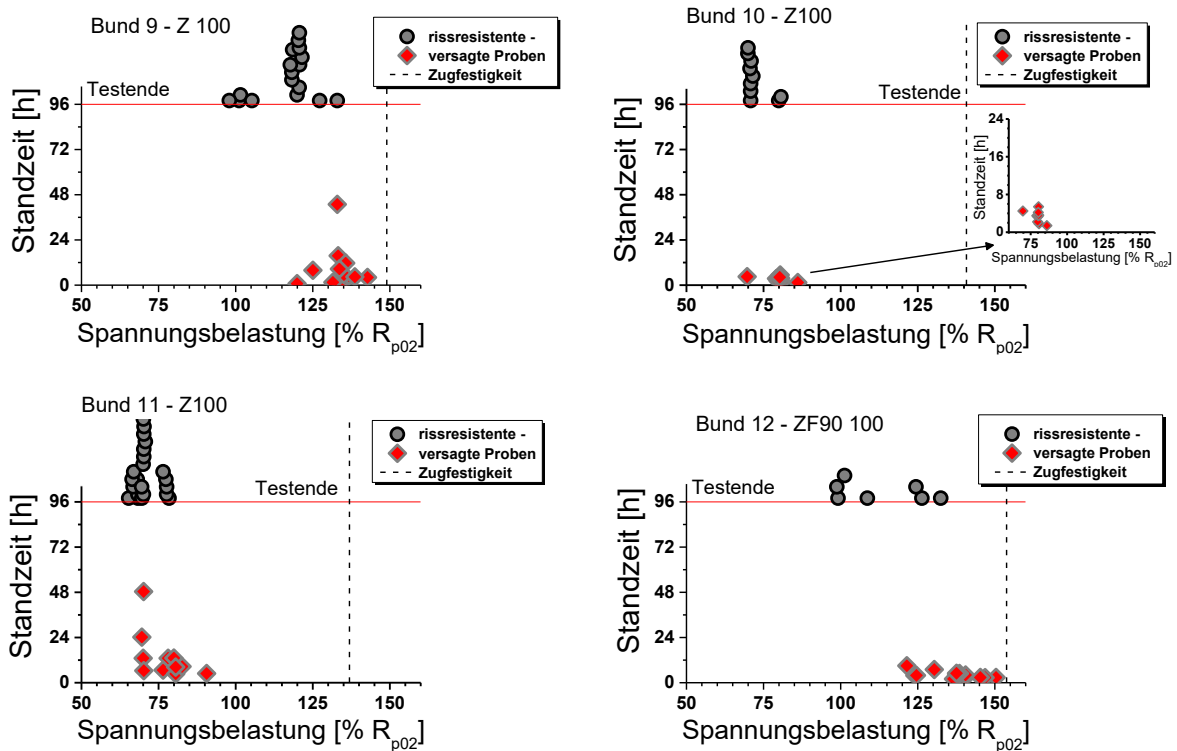 Bund 9 - Z 100
rissresistente -
versagte Proben
Zugfestigkeit
Testende
96
72
48
24
0
Standzeit [h]
50
75
100
125
150
Spannungsbelastung [% Rp02]
Bund 10 - Z100
rissresistente -
versagte Proben
Zugfestigkeit
Testende
96
72
48
24
0
Standzeit [h]
50
75
100
125
150
Spannungsbelastung [% Rp02]
24
16
8
0
Standzeit [h]
75
100
125
150
Spannungsbelastung [% Rp02]
Bund 11 - Z100
rissresistente -
versagte Proben
Zugfestigkeit
Testende
96
72
48
24
0
Standzeit [h]
50
75
100
125
150
Spannungsbelastung [% Rp02]
Bund 12 - ZF90 100
rissresistente -
versagte Proben
Zugfestigkeit
Testende
96
72
48
24
0
Standzeit [h]
50
75
100
125
150
Spannungsbelastung [% Rp02]